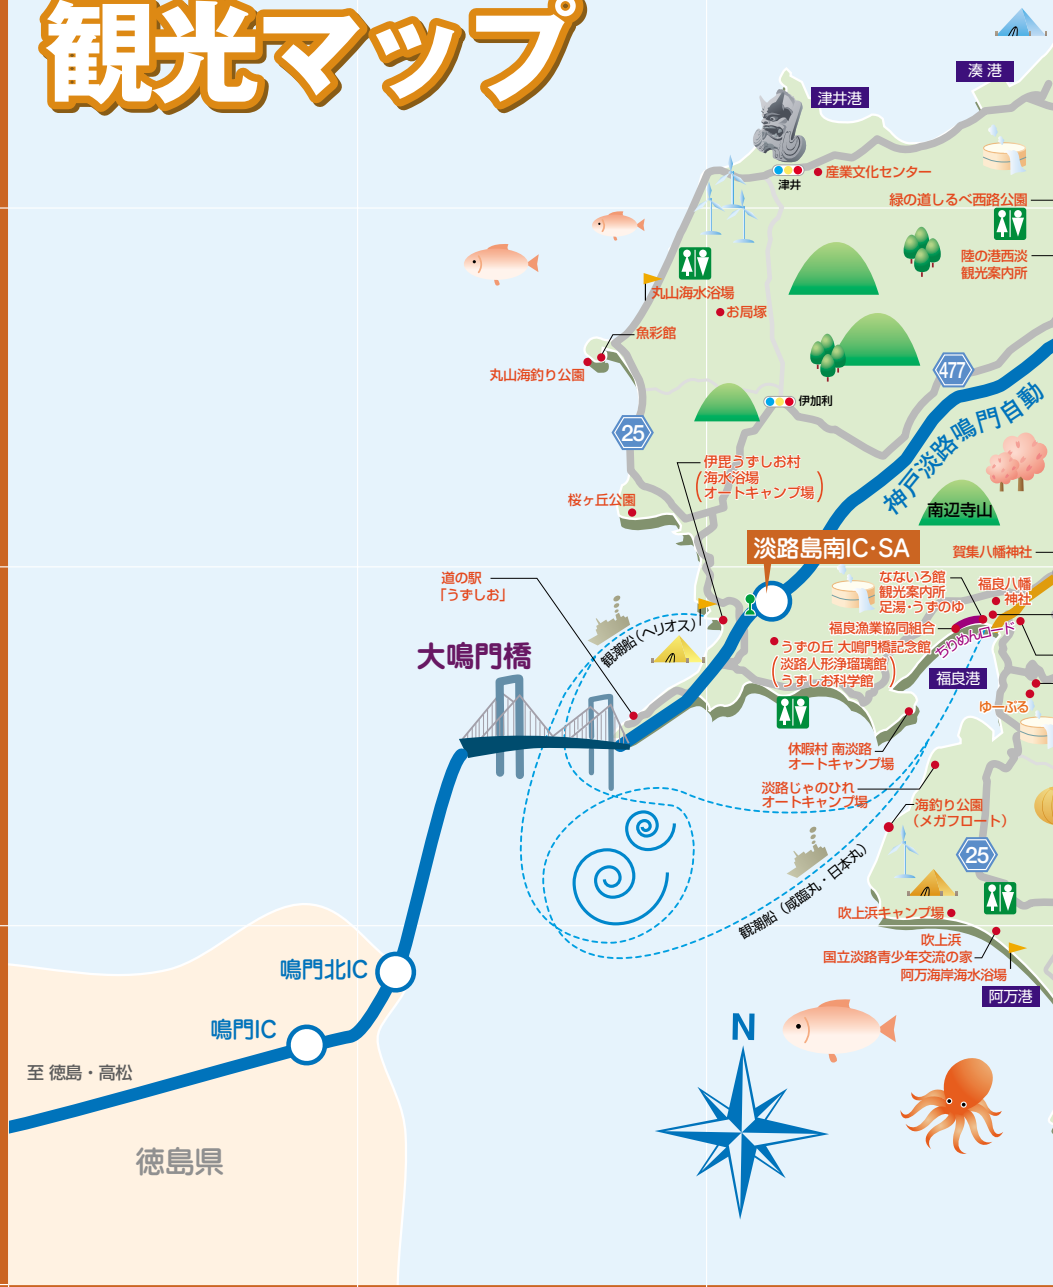 観光マップ
湊 港
津井港
産業文化センター
津井
緑の道しるべ西路公園
陸の港西淡
観光案内所
丸山海水浴場
お局塚
魚彩館
丸山海釣り公園
477
伊加利
25
神戸淡路鳴門自動
伊毘うずしお村
(海水浴場
オートキャンプ場)
桜ヶ丘公園
南辺寺山
淡路島南IC・SA
賀集八幡神社
道の駅
「うずしお」
なないろ館
観光案内所
足湯・うずのゆ
福良八幡
神社
福良漁業協同組合
ちりめんロード
観潮船(ヘリオス)
大鳴門橋
うずの丘 大鳴門橋記念館
(淡路人形浄瑠璃館
うずしお科学館)
福良港
ゆーぷる
休暇村 南淡路
オートキャンプ場
淡路じゃのひれ
オートキャンプ場
海釣り公園
(メガフロート)
25
観潮船(咸臨丸・日本丸)
吹上浜キャンプ場
吹上浜
国立淡路青少年交流の家
阿万海岸海水浴場
阿万港
鳴門北IC
鳴門IC
N
至 徳島・高松
徳島県